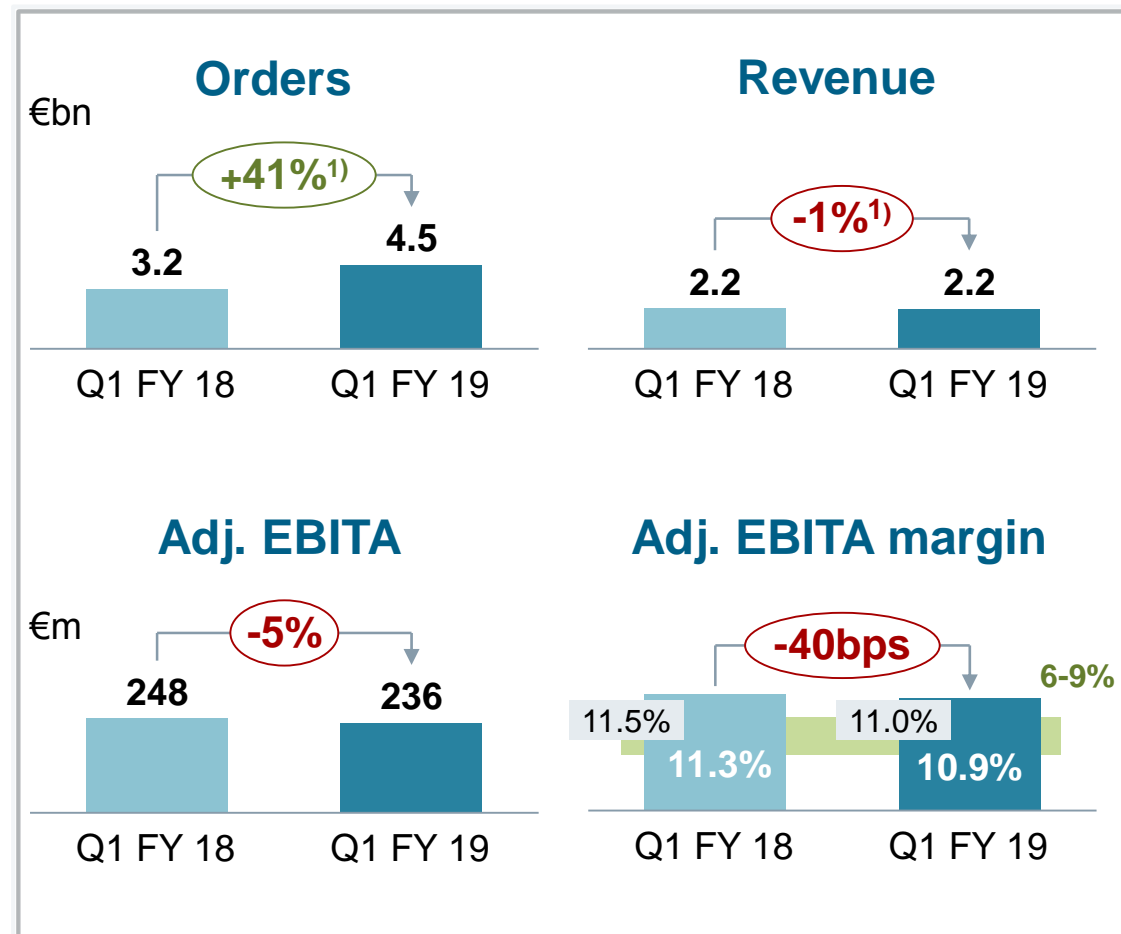 Orders
€bn
+41%1)
3.2
4.5
Q1 FY 18
Q1 FY 19
Revenue
-1%1)
2.2
2.2
Q1 FY 18
Q1 FY 19
Adj. EBITA
€m
-5%
248
236
Q1 FY 18
Q1 FY 19
Adj. EBITA margin
-40bps
6-9%
11.5%
11.0%
11.3%
10.9%
Q1 FY 18
Q1 FY 19